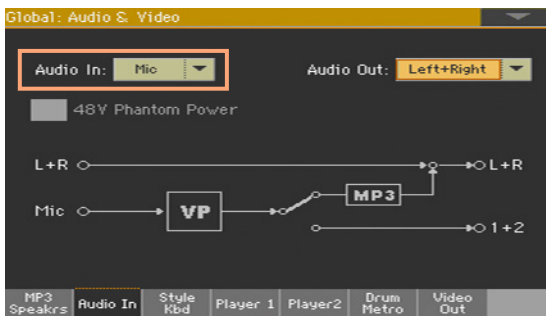 Global: Audio & Video
Audio In: Mic
Audio Out: Left+Right
48V Phantom Power
L+R
L+R
MP3
Mic
VP
1+2
MP3 Speakrs
Audio In
Style Kbd
Player 1
Player2
Drum Metro
Video Out